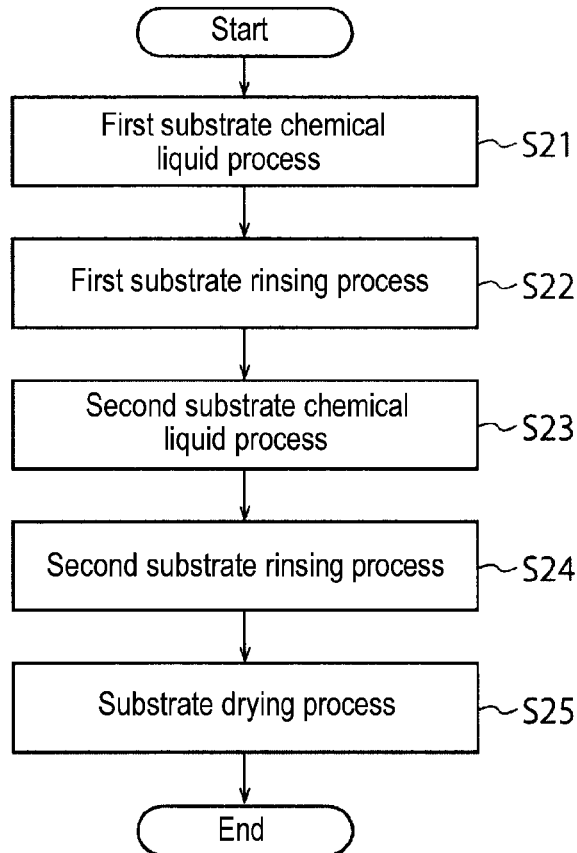 Start
First substrate chemical
liquid process
S21
First substrate rinsing process
S22
Second substrate chemical
liquid process
S23
Second substrate rinsing process
S24
Substrate drying process
S25
End